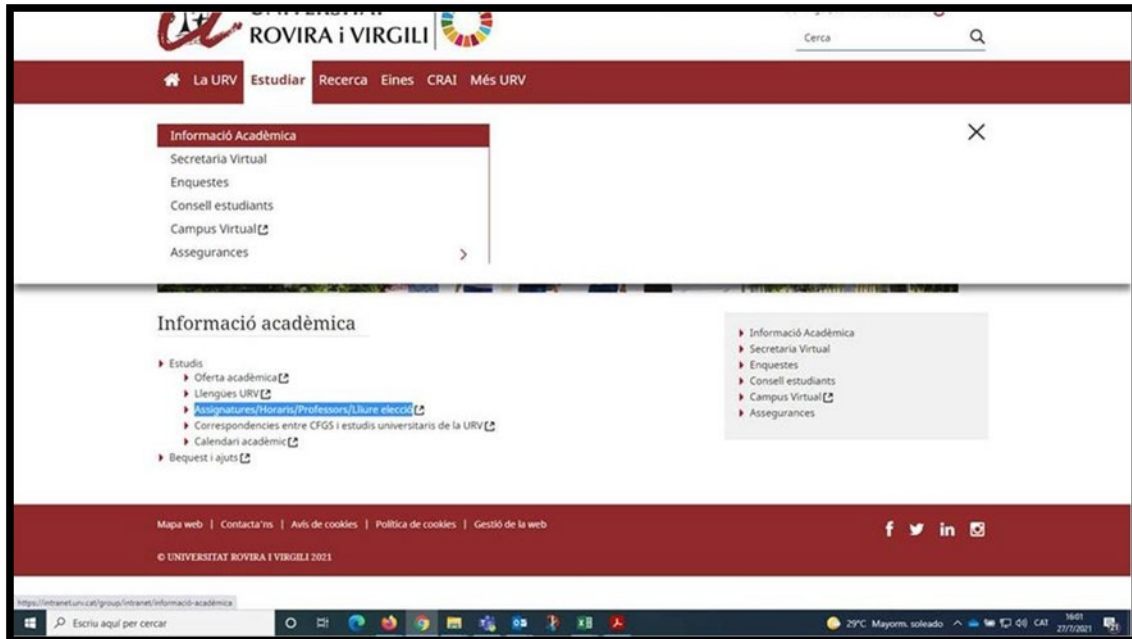 ROVIRA i VIRGILI
Cerca
La URV Estudiar Recerca Eines CRAI Més URV
Informació Acadèmica
Secretaria Virtual
Enquestes
Consell estudiants
Campus Virtual
Assegurances
Informació acadèmica
Estudis
Oferta acadèmica
Llengües URV
Assignatures/Horaris/Professors/Lliure elecció
Correspondencies entre CFGS i estudis universitaris de la URV
Calendari acadèmic
Bequest i ajuts
Informació Acadèmica
Secretaria Virtual
Enquestes
Consell estudiants
Campus Virtual
Assegurances
Mapa web | Contacta'ns | Avís de cookies | Política de cookies | Gestió de la web
© UNIVERSITAT ROVIRA I VIRGILI 2021
https://intranet.urv.cat/group/intranet/informació-acadèmica
Escriu aquí per cercar
29°C Mayorm. soleado
CAT
16:01
27/7/2021